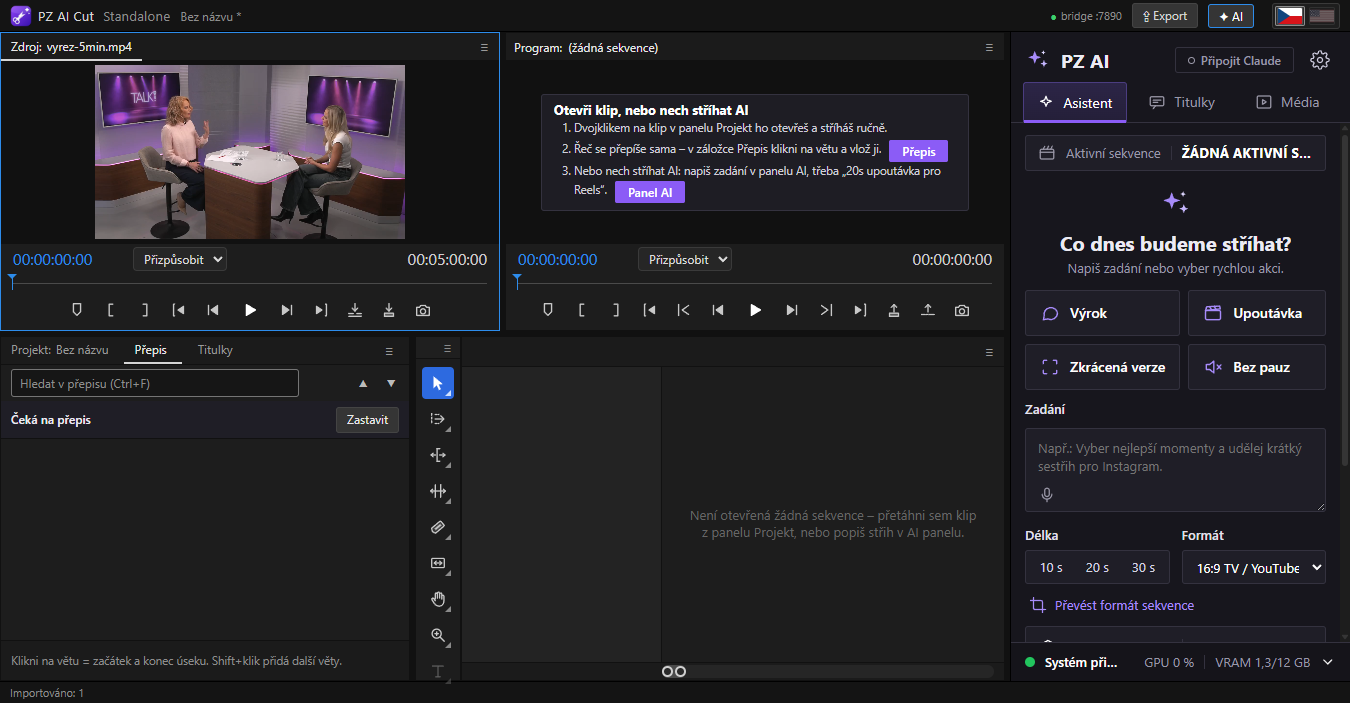 PZ AI Cut Standalone Bez názvu *
bridge :7890
Export
AI
Zdroj: vyrez-5min.mp4
TALK!
00:00:00:00
Přizpůsobit
00:05:00:00
Program: (žádná sekvence)
Otevři klip, nebo nech stříhat AI
1. Dvojklikem na klip v panelu Projekt ho otevřeš a stříháš ručně.
2. Řeč se přepíše sama – v záložce Přepis klikni na větu a vlož ji. Přepis
3. Nebo nech stříhat AI: napiš zadání v panelu AI, třeba „20s upoutávka pro
Reels“. Panel AI
00:00:00:00
Přizpůsobit
00:00:00:00
Projekt: Bez názvu
Přepis
Titulky
Hledat v přepisu (Ctrl+F)
Čeká na přepis
Zastavit
Klikni na větu = začátek a konec úseku. Shift+klik přidá další věty.
Není otevřená žádná sekvence – přetáhni sem klip
z panelu Projekt, nebo popiš střih v AI panelu.
PZ AI
Připojit Claude
Asistent
Titulky
Média
Aktivní sekvence
ŽÁDNÁ AKTIVNÍ S...
Co dnes budeme stříhat?
Napiš zadání nebo vyber rychlou akci.
Výrok
Upoutávka
Zkrácená verze
Bez pauz
Zadání
Např.: Vyber nejlepší momenty a udělej krátký
sestřih pro Instagram.
Délka
Formát
10 s 20 s 30 s
16:9 TV / YouTube
Převést formát sekvence
Systém při...
GPU 0 %
VRAM 1,3/12 GB
Importováno: 1